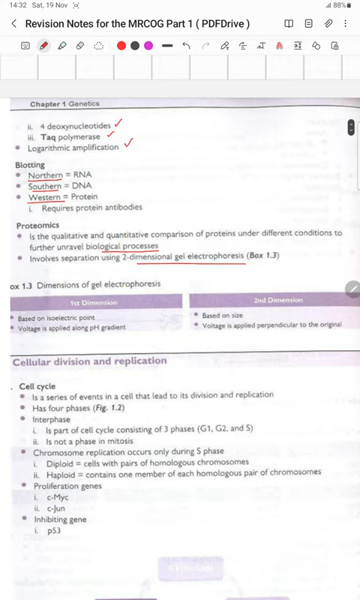 14:32 Sat, 19 Nov
88%
Revision Notes for the MRCOG Part 1 ( PDFDrive )
Chapter 1 Genetics
ii. 4 deoxynucleotides
iii. Taq polymerase
Logarithmic amplification
Blotting
Northern = RNA
Southern = DNA
Western = Protein
i. Requires protein antibodies
Proteomics
Is the qualitative and quantitative comparison of proteins under different conditions to
further unravel biological processes
Involves separation using 2-dimensional gel electrophoresis (Box 1.3)
ox 1.3 Dimensions of gel electrophoresis
1st Dimension
2nd Dimension
Based on isoelectric point
Based on size
Voltage is applied along pH gradient
Voltage is applied perpendicular to the original
Cellular division and replication
Cell cycle
Is a series of events in a cell that lead to its division and replication
Has four phases (Fig. 1.2)
Interphase
i. Is part of cell cycle consisting of 3 phases (G1, G2, and S)
ii. Is not a phase in mitosis
Chromosome replication occurs only during S phase
i. Diploid = cells with pairs of homologous chromosomes
ii. Haploid = contains one member of each homologous pair of chromosomes
Proliferation genes
i. c-Myc
ii. c-Jun
Inhibiting gene
i. p53